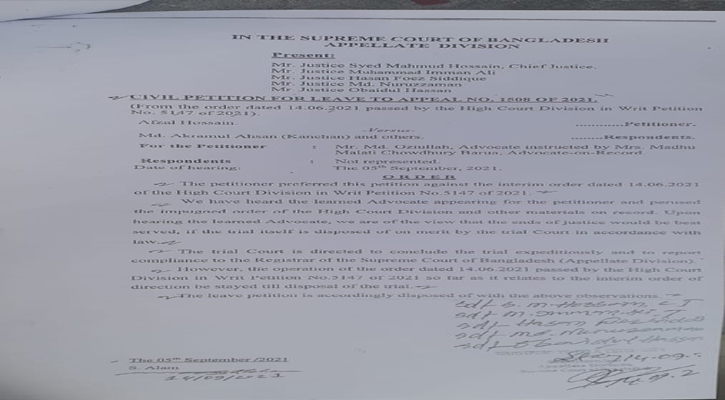 IN THE SUPREME COURT OF BANGLADESH
APPELLATE DIVISION
Present:
Mr. Justice Syed Mahmud Hossain, Chief Justice.
Mr. Justice Muhammad Imman Ali
Mr. Justice Hasan Foez Siddique
Mr. Justice Md. Nuruzzaman
Mr. Justice Obaidul Hassan
CIVIL PETITION FOR LEAVE TO APPEAL NO. 1508 OF 2021.
(From the order dated 14.06.2021 passed by the High Court Division in Writ Petition
No. 5147 of 2021).
Afzal Hossain. ............Petitioner.
-Versus-
Md. Akramul Ahsan (Kanchan) and others. ............Respondents.
For the Petitioner : Mr. Md. Oziullah, Advocate instructed by Mrs. Madhu
Malati Chowdhury Barua, Advocate-on-Record
Respondents : Not represented.
Date of hearing: The 05th September, 2021.
O R D E R
The petitioner preferred this petition against the interim order dated 14.06.2021
of the High Court Division in Writ Petition No.5147 of 2021.
We have heard the learned Advocate appearing for the petitioner and perused
the impugned order of the High Court Division and other materials on record. Upon
hearing the learned Advocate, we are of the view that the ends of justice would be best
served, if the trial itself is disposed of on merit by the trial Court in accordance with
law.
The trial Court is directed to conclude the trial expeditiously and to report
compliance to the Registrar of the Supreme Court of Bangladesh (Appellate Division).
However, the operation of the order dated 14.06.2021 passed by the High Court
Division in Writ Petition No.5147 of 2021 so far as it relates to the interim order of
direction be stayed till disposal of the trial.
The leave petition is accordingly disposed of with the above observations.
The 05th September /2021
S. Alam